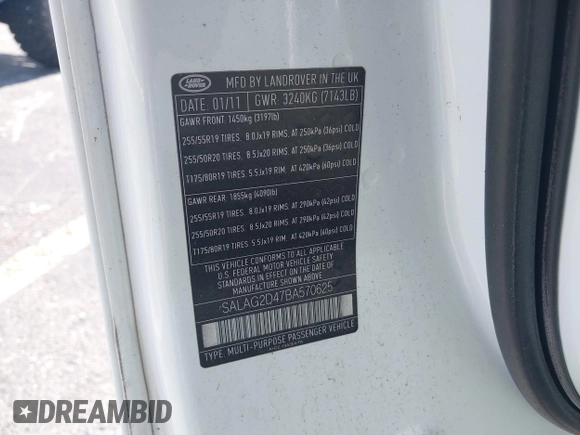 LAND ROVER
MFD BY LANDROVER IN THE UK
DATE 01/11 GWR 3240KG (7143LB)
GAWR FRONT 1450kg (3197lb)
255/55R19 TIRES. 8.0Jx19 RIMS. AT 250kPa (36psi) COLD
255/50R20 TIRES. 8.5Jx20 RIMS. AT 250kPa (36psi) COLD
T175/80R19 TIRES. 5.5Jx19 RIM. AT 420kPa (60psi) COLD
GAWR REAR 1855kg (4090lb)
255/55R19 TIRES. 8.0Jx19 RIMS. AT 290kPa (42psi) COLD
255/50R20 TIRES. 8.5Jx20 RIMS. AT 290kPa (42psi) COLD
T175/80R19 TIRES 5.5Jx19 RIM AT 420kPa (60psi) COLD
THIS VEHICLE CONFORMS TO ALL APPLICABLE
U.S. FEDERAL MOTOR VEHICLE SAFETY
STANDARDS IN EFFECT ON THE DATE OF
MANUFACTURE SHOWN ABOVE
SALAG2D47BA570625
TYPE: MULTI-PURPOSE PASSENGER VEHICLE
DREAMBID